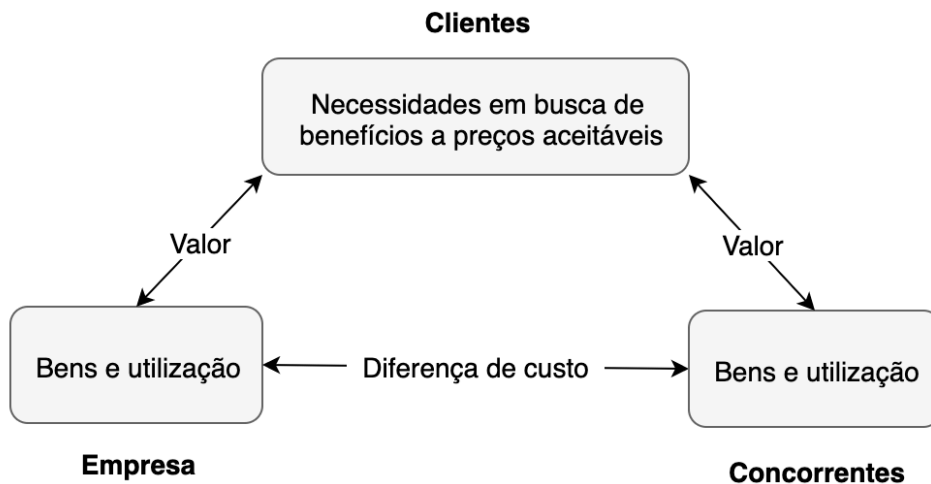 Clientes
Necessidades em busca de
benefícios a preços aceitáveis
Valor
Valor
Bens e utilização
Diferença de custo
Bens e utilização
Empresa
Concorrentes